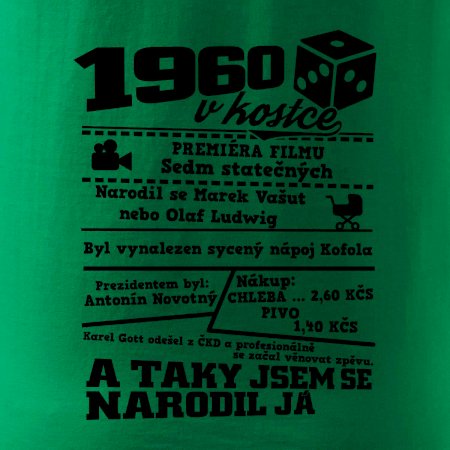 1960
v kostce
PREMIÉRA FILMU
Sedm statečných
Narodil se Marek Vašut
nebo Olaf Ludwig
Byl vynalezen sycený nápoj Kofola
Prezidentem byl:
Antonín Novotný
Nákup:
CHLEBA ... 2,60 KČS
PIVO
1,40 KČS
Karel Gott odešel z ČKD a profesionálně
se začal věnovat zpěvu.
A TAKY JSEM SE
NARODIL JÁ